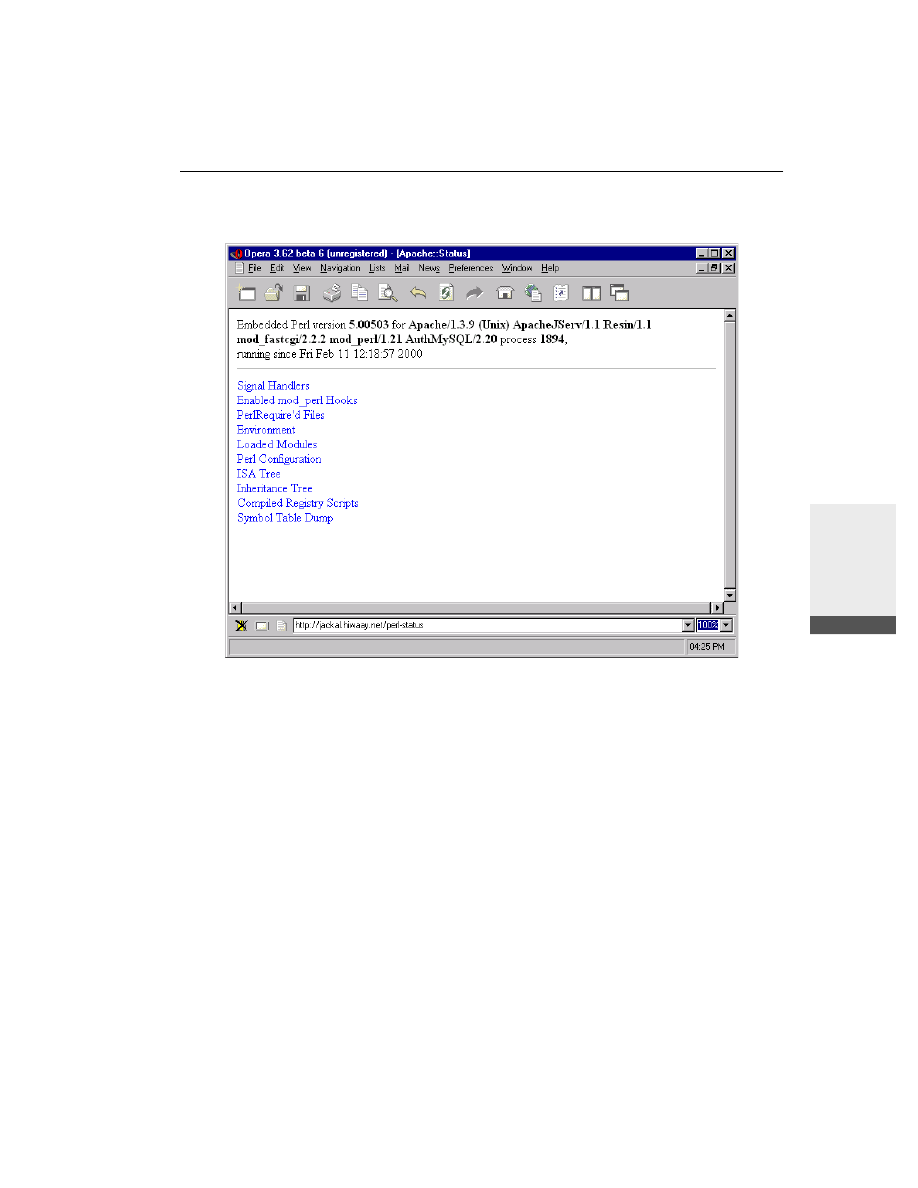 Opera 3.62 beta 6 (unregistered) - [Apache::Status]
File Edit View Navigation Lists Mail News Preferences Window Help
Embedded Perl version 5.00503 for Apache/1.3.9 (Unix) ApacheJServ/1.1 Resin/1.1
mod_fastcgi/2.2.2 mod_perl/1.21 AuthMySQL/2.20 process 1894,
running since Fri Feb 11 12:18:57 2000
Signal Handlers
Enabled mod_perl Hooks
PerlRequire'd Files
Environment
Loaded Modules
Perl Configuration
ISA Tree
Inheritance Tree
Compiled Registry Scripts
Symbol Table Dump
http://jackal.hiwaay.net/perl-status 100%
04:25 PM